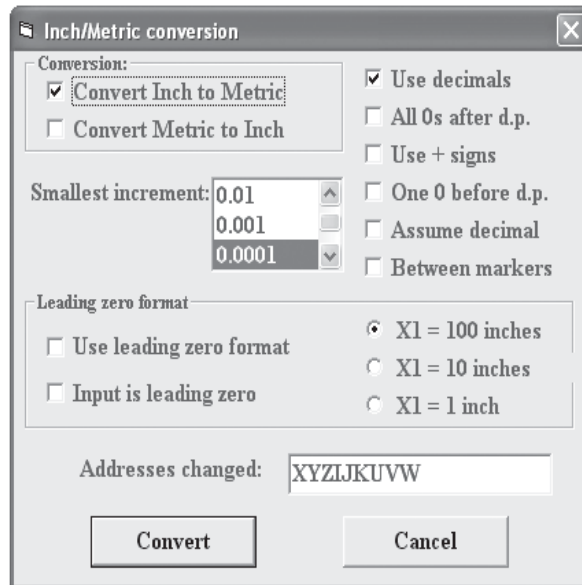 Inch/Metric conversion
Conversion:
Convert Inch to Metric
Convert Metric to Inch
Use decimals
All 0s after d.p.
Use + signs
One 0 before d.p.
Assume decimal
Between markers
Smallest increment:
0.01
0.001
0.0001
Leading zero format
Use leading zero format
Input is leading zero
X1 = 100 inches
X1 = 10 inches
X1 = 1 inch
Addresses changed:
XYZIJKUVW
Convert
Cancel